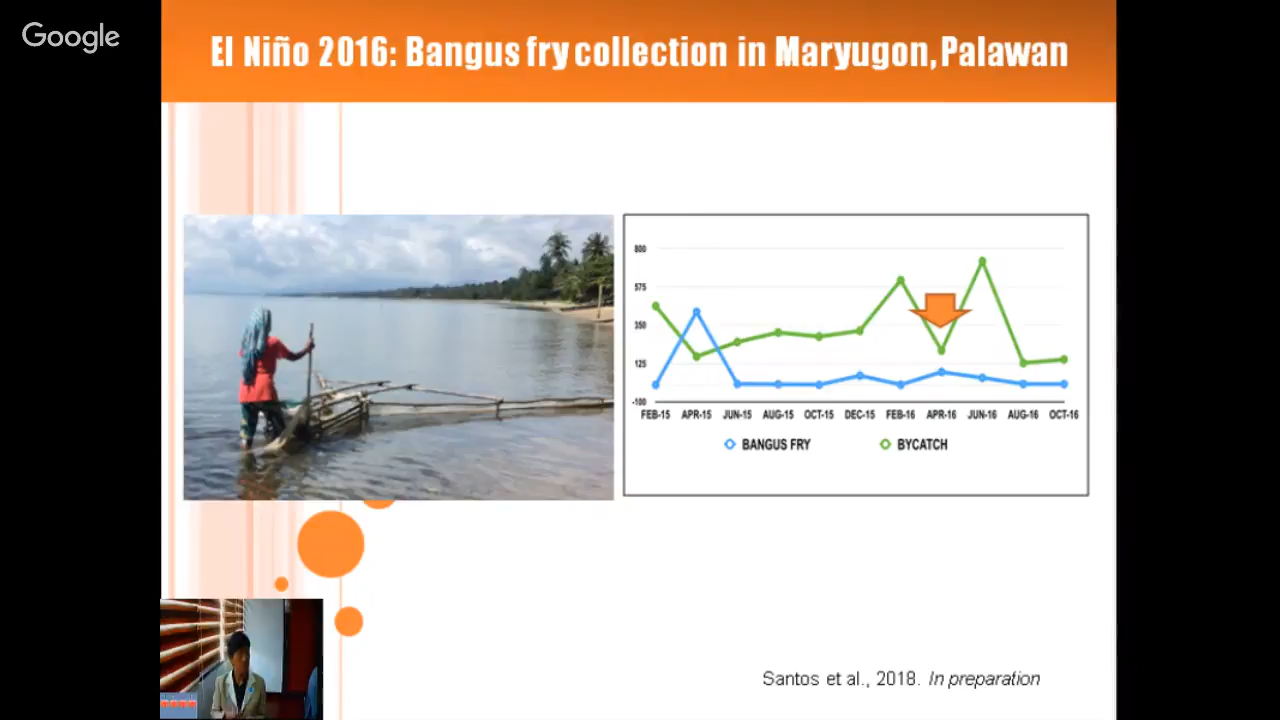 Google
El Niño 2016: Bangus fry collection in Maryugon, Palawan
800
575
350
125
-100
FEB-15 APR-15 JUN-15 AUG-15 OCT-15 DEC-15 FEB-16 APR-16 JUN-16 AUG-16 OCT-16
BANGUS FRY BYCATCH
Santos et al., 2018. In preparation